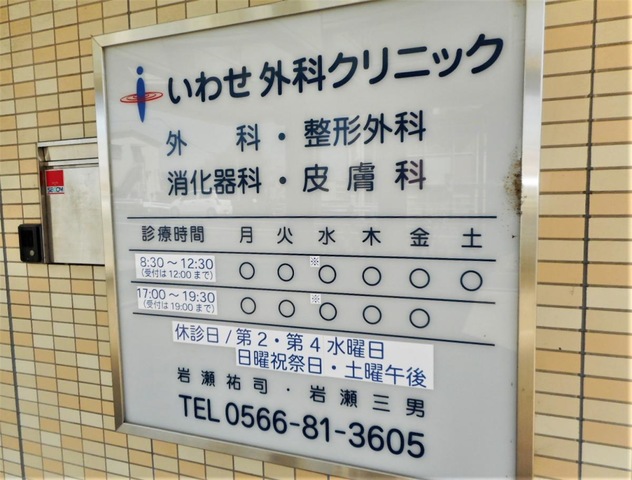 いわせ外科クリニック
外科・整形外科
消化器科・皮膚科
診療時間 月 火 水 木 金 土
8:30～12:30 ○ ○ ※○ ○ ○ ○
(受付は12:00まで)
17:00～19:30 ○ ○ ※○ ○ ○
(受付は19:00まで)
休診日/第2・第4水曜日
日曜祝祭日・土曜午後
岩瀬祐司・岩瀬三男
TEL 0566-81-3605
SECOM